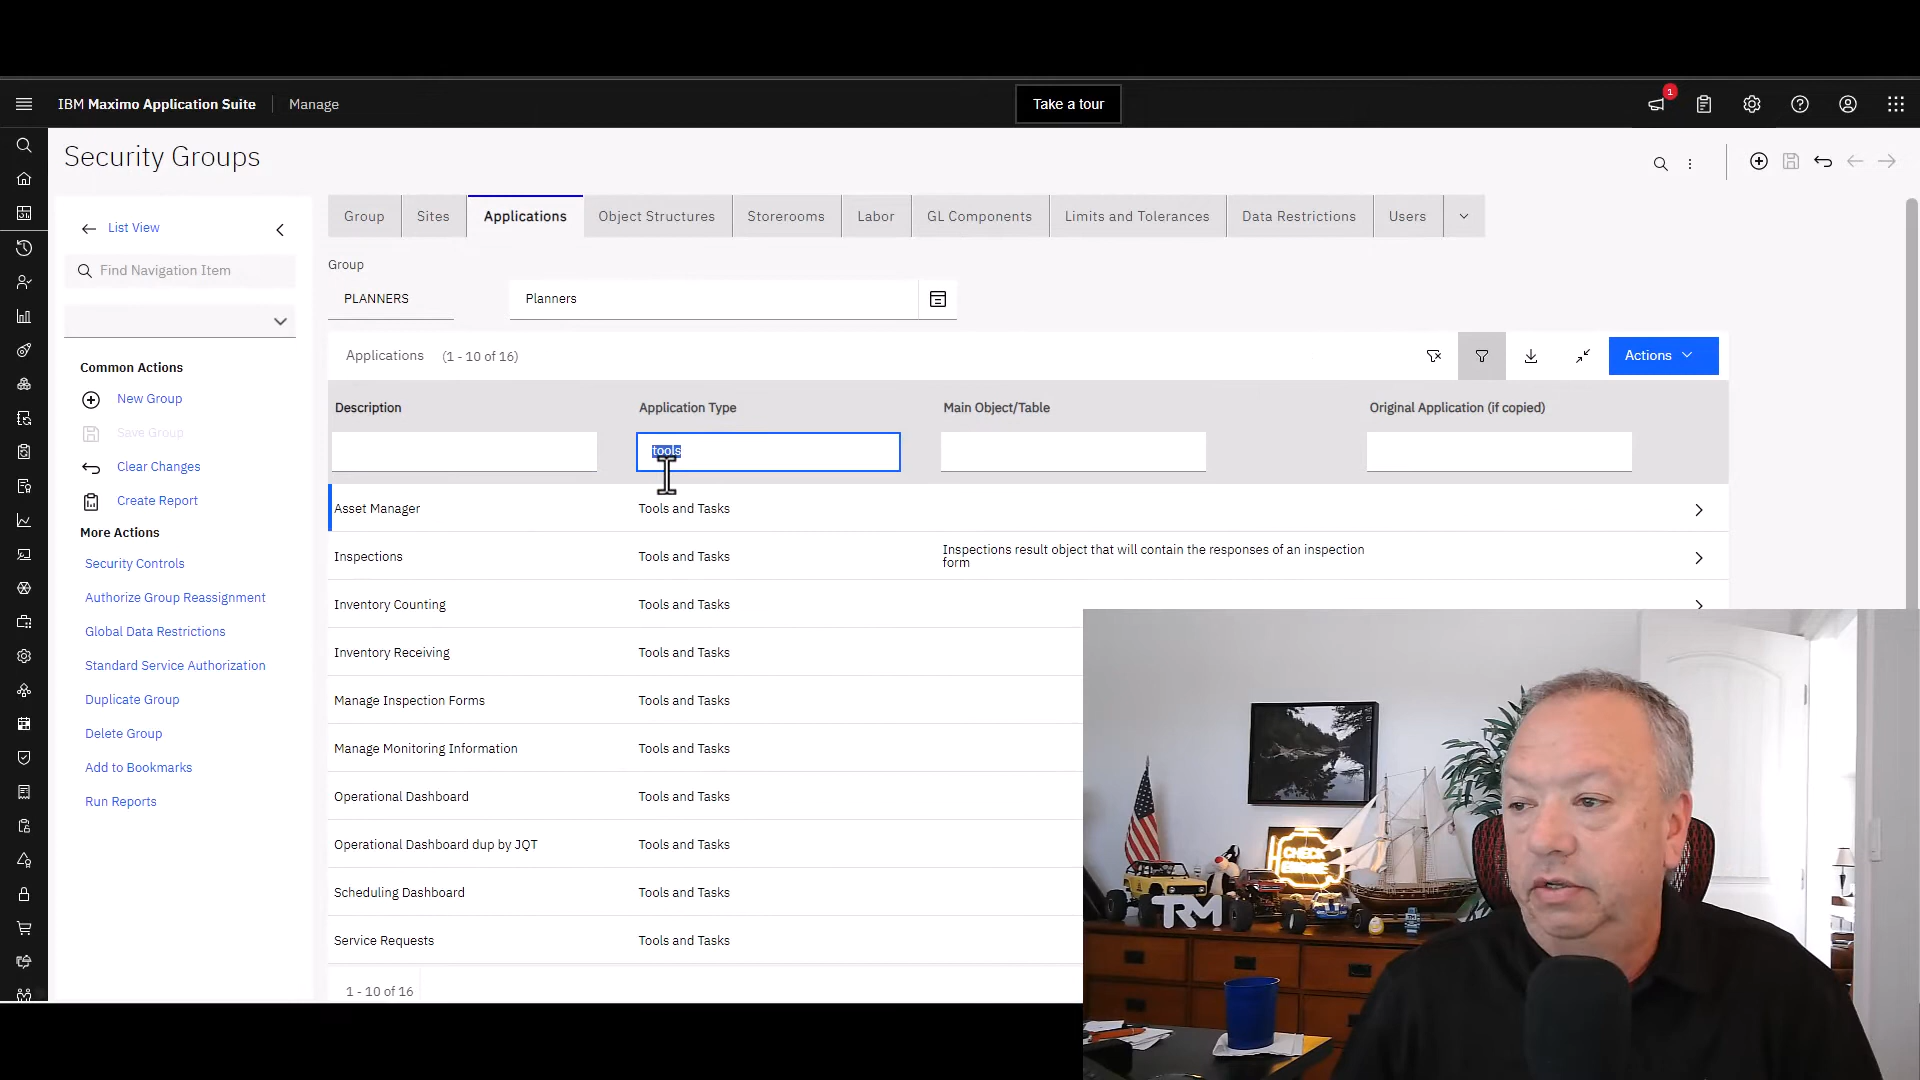 IBM Maximo Application Suite
Manage
Take a tour
1
Security Groups
List View
Find Navigation Item
Common Actions
New Group
Save Group
Clear Changes
Create Report
More Actions
Security Controls
Authorize Group Reassignment
Global Data Restrictions
Standard Service Authorization
Duplicate Group
Delete Group
Add to Bookmarks
Run Reports
Group
Sites
Applications
Object Structures
Storerooms
Labor
GL Components
Limits and Tolerances
Data Restrictions
Users
Group
PLANNERS
Planners
Applications (1 - 10 of 16)
Actions
Description
Application Type
Main Object/Table
Original Application (if copied)
tools
Asset Manager Tools and Tasks
Inspections Tools and Tasks Inspections result object that will contain the responses of an inspection
form
Inventory Counting Tools and Tasks
Inventory Receiving Tools and Tasks
Manage Inspection Forms Tools and Tasks
Manage Monitoring Information Tools and Tasks
Operational Dashboard Tools and Tasks
Operational Dashboard dup by JQT Tools and Tasks
Scheduling Dashboard Tools and Tasks
Service Requests Tools and Tasks
1 - 10 of 16
CHECK
ENGINE
TRM